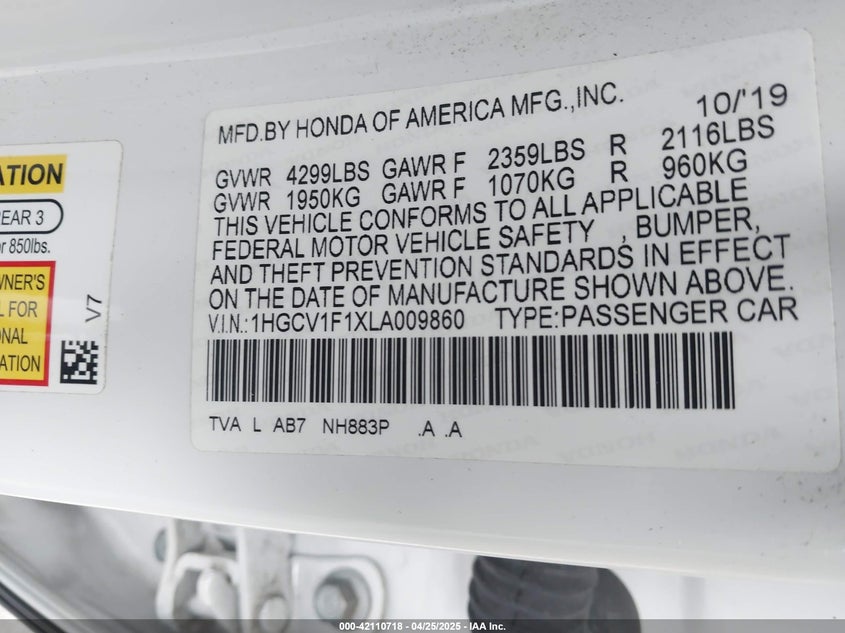 ATION
REAR 3
or 850lbs.
WNER'S
L FOR
ONAL
ATION
V7
MFD.BY HONDA OF AMERICA MFG.,INC. 10/'19
GVWR 4299LBS GAWR F 2359LBS R 2116LBS
GVWR 1950KG GAWR F 1070KG R 960KG
THIS VEHICLE CONFORMS TO ALL APPLICABLE
FEDERAL MOTOR VEHICLE SAFETY , BUMPER,
AND THEFT PREVENTION STANDARDS IN EFFECT
ON THE DATE OF MANUFACTURE SHOWN ABOVE.
V.I.N.:1HGCV1F1XLA009860 TYPE:PASSENGER CAR
TVA L AB7 NH883P .A .A
000-42110718 / 04/25/2025 / IAA Inc.